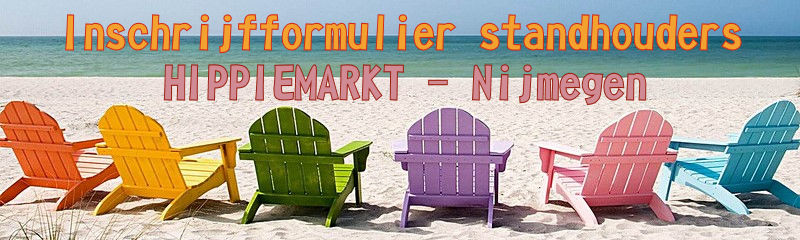 Inschrijfformulier standhouders
HIPPIEMARKT - Nijmegen